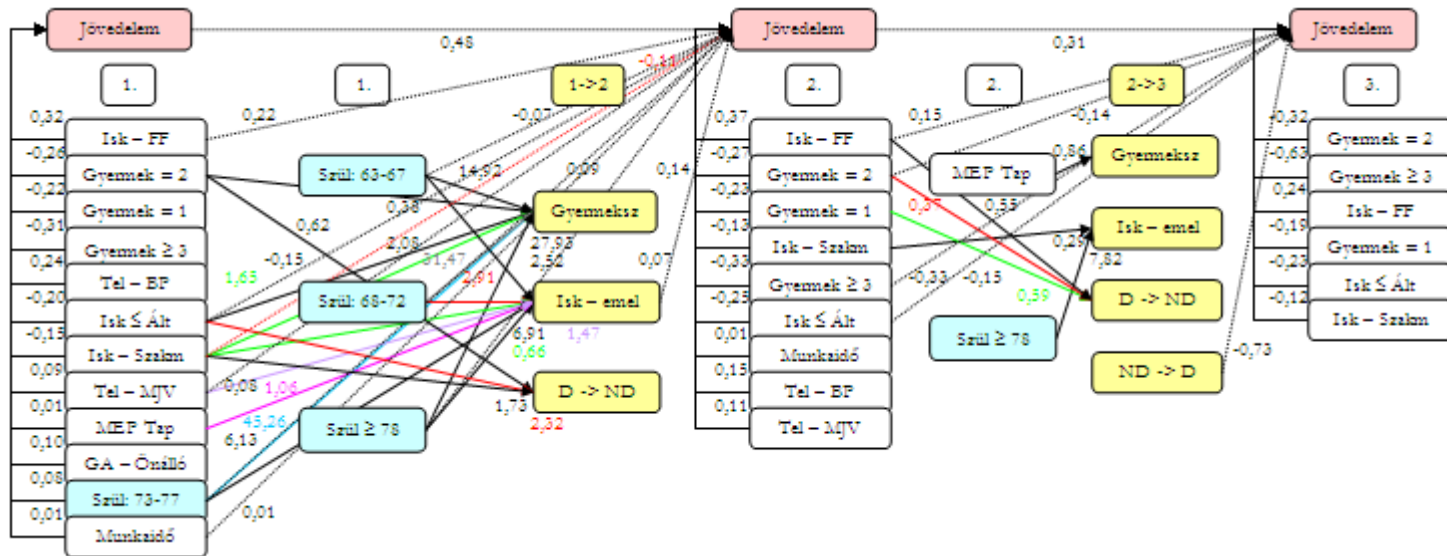 Jövedelem
Jövedelem
Jövedelem
0,48
0,31
-0,11
1.
1.
1->2
2.
2.
2->3
3.
0,32
Isk – FF
0,22
-0,07
-0,26
Gyermek = 2
-0,22
Gyermek = 1
-0,31
Gyermek ≥ 3
0,24
Tel – BP
-0,20
Isk ≤ Ált
-0,15
Isk – Szakm
0,09
Tel – MJV
0,01
MEP Tap
0,10
GA – Önálló
0,08
Szül: 73-77
0,01
Munkaidő
Szül: 63-67
Szül: 68-72
Szül ≥ 78
14,92
0,09
0,38
0,62
2,08
-0,15
1,65
31,47
2,91
27,93
2,52
Gyermeksz
Isk – emel
6,91
1,47
0,66
D -> ND
1,73
2,32
0,08
1,06
45,26
6,13
0,01
0,14
0,07
0,37
Isk – FF
-0,27
Gyermek = 2
-0,23
Gyermek = 1
-0,13
Isk – Szakm
-0,33
Gyermek ≥ 3
-0,25
Isk ≤ Ált
0,01
Munkaidő
0,15
Tel – BP
0,11
Tel – MJV
0,15
-0,14
0,86
MEP Tap
0,37
0,55
-0,33
-0,15
0,29
7,82
0,39
Szül ≥ 78
Gyermeksz
Isk – emel
D -> ND
ND -> D
-0,73
-0,32
Gyermek = 2
-0,63
Gyermek ≥ 3
0,24
Isk – FF
-0,19
Gyermek = 1
-0,23
Isk ≤ Ált
-0,12
Isk – Szakm